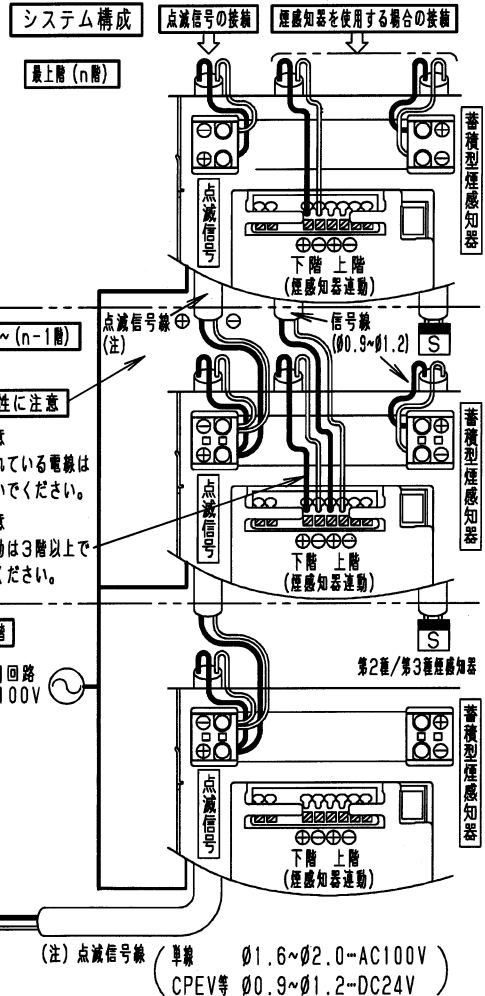 システム構成
点滅信号の接続
煙感知器を使用する場合の接続
最上階(n階)
⊖
⊕
⊕
⊖
点滅信号
蓄積型煙感知器
⊕⊖⊕⊖
下階 上階
(煙感知器連動)
~(n-1階)
点滅信号線
(注)
⊕
⊖
信号線
(Ø0.9~Ø1.2)
S
性に注意
意
れている電線は
いでください。
意
動は3階以上で
ください。
⊖
⊕
⊕
⊖
点滅信号
蓄積型煙感知器
⊕⊖⊕⊖
下階 上階
(煙感知器連動)
S
第2種/第3種煙感知器
階
用回路
100V
⊖
⊕
⊕
⊖
点滅信号
蓄積型煙感知器
⊕⊖⊕⊖
下階 上階
(煙感知器連動)
(注)点滅信号線
単線 Ø1.6~Ø2.0…AC100V
CPEV等 Ø0.9~Ø1.2…DC24V